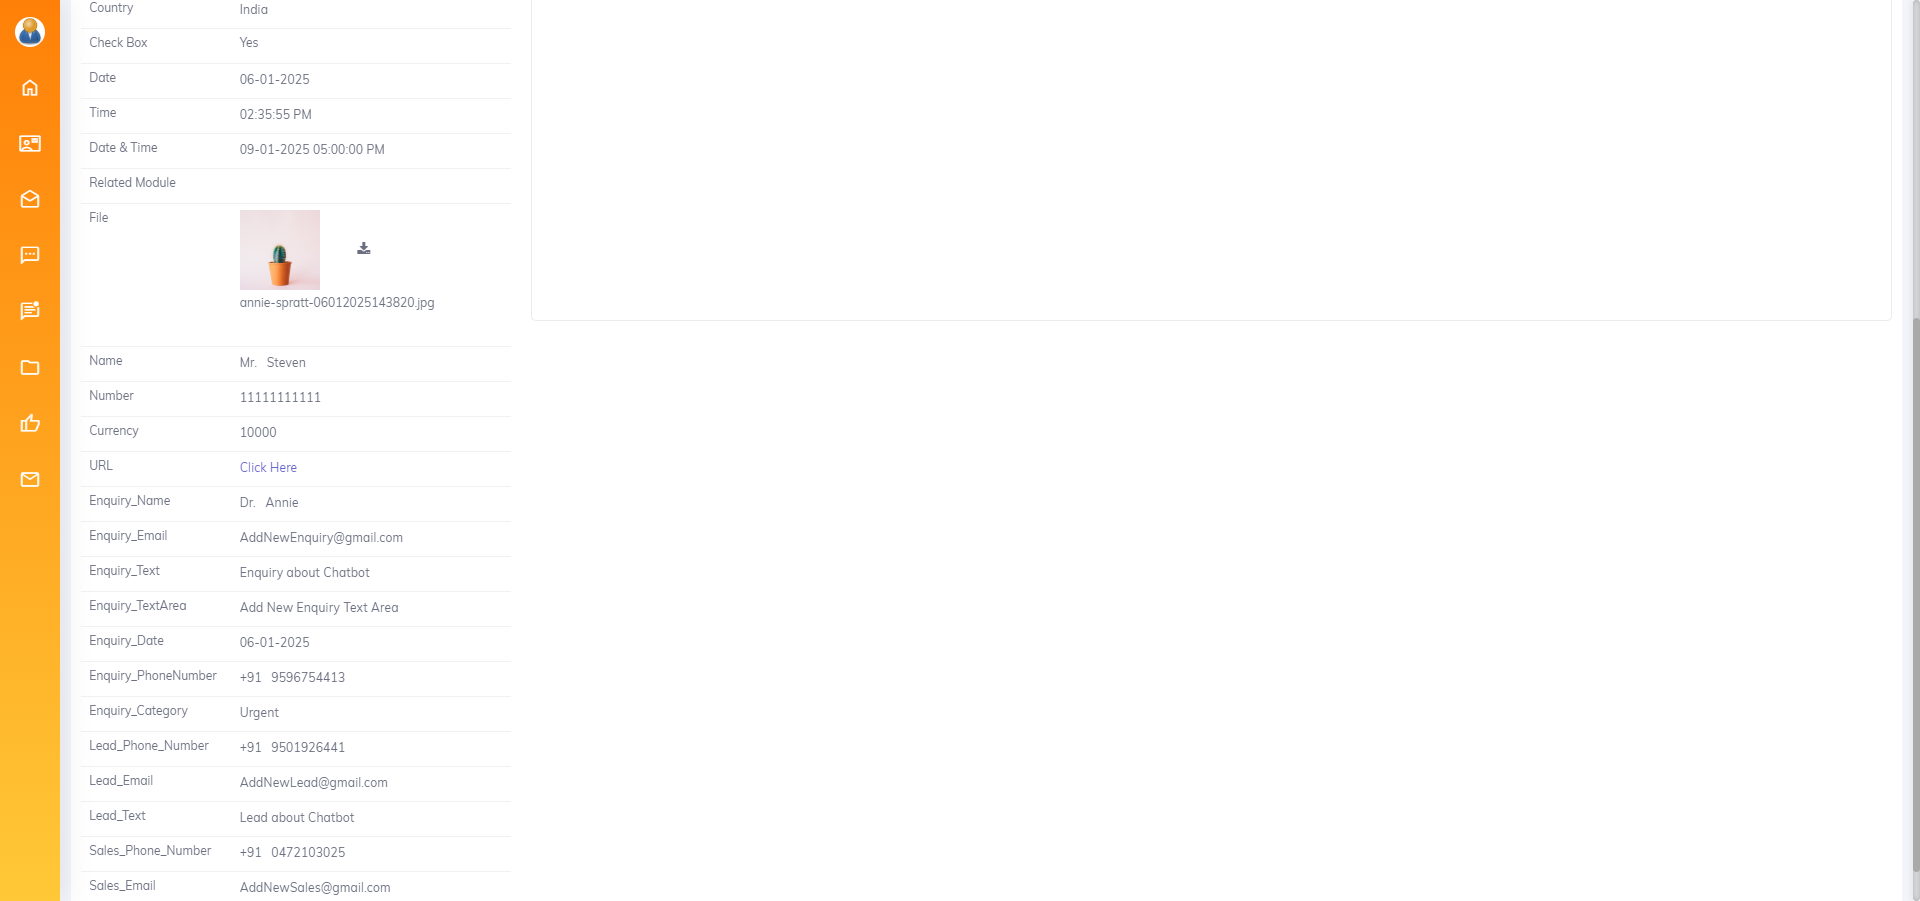 Country India
Check Box Yes
Date 06-01-2025
Time 02:35:55 PM
Date & Time 09-01-2025 05:00:00 PM
Related Module
File
annie-spratt-06012025143820.jpg
Name Mr. Steven
Number 11111111111
Currency 10000
URL Click Here
Enquiry_Name Dr. Annie
Enquiry_Email AddNewEnquiry@gmail.com
Enquiry_Text Enquiry about Chatbot
Enquiry_TextArea Add New Enquiry Text Area
Enquiry_Date 06-01-2025
Enquiry_PhoneNumber +91 9596754413
Enquiry_Category Urgent
Lead_Phone_Number +91 9501926441
Lead_Email AddNewLead@gmail.com
Lead_Text Lead about Chatbot
Sales_Phone_Number +91 0472103025
Sales_Email AddNewSales@gmail.com